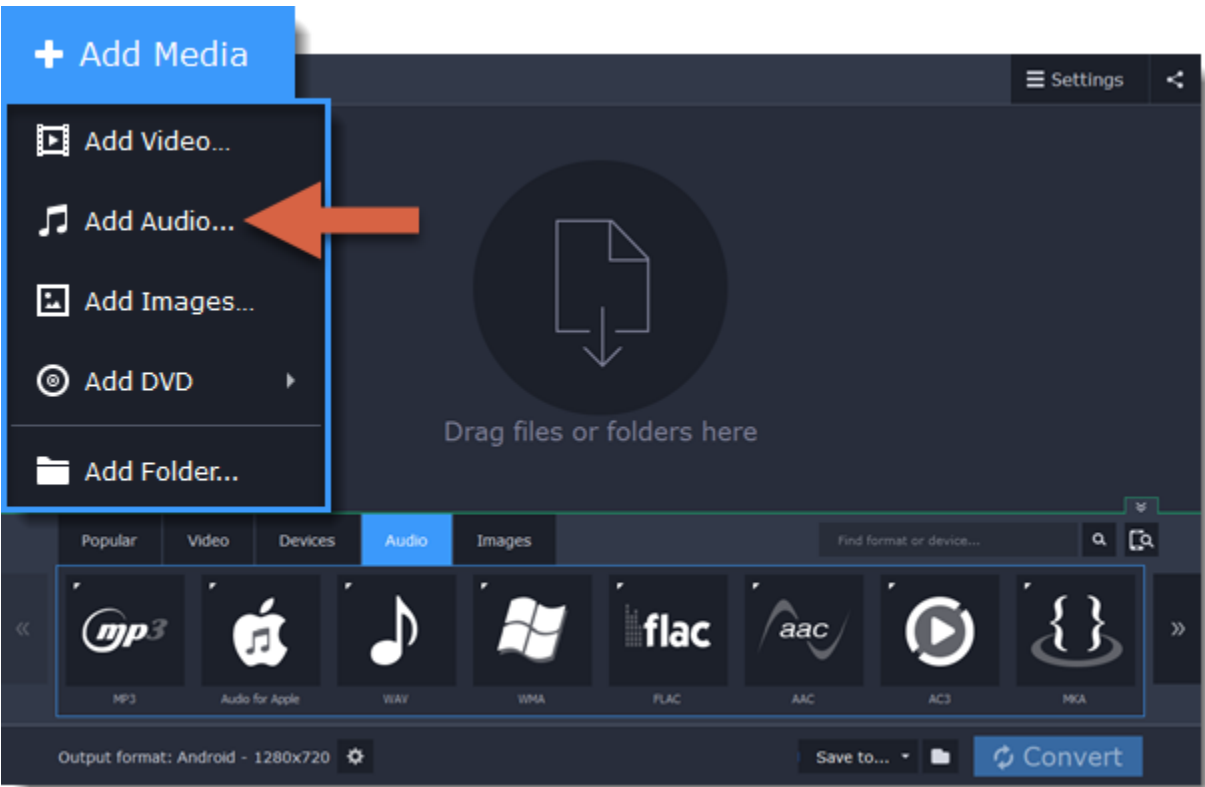 Add Media
Settings
Add Video...
Add Audio...
Add Images...
Add DVD
Add Folder...
Drag files or folders here
Popular Video Devices Audio Images Find format or device...
mp3 flac aac { }
MP3 Audio for Apple WAV WMA FLAC AAC AC3 MKA
Output format: Android - 1280x720 Save to... Convert